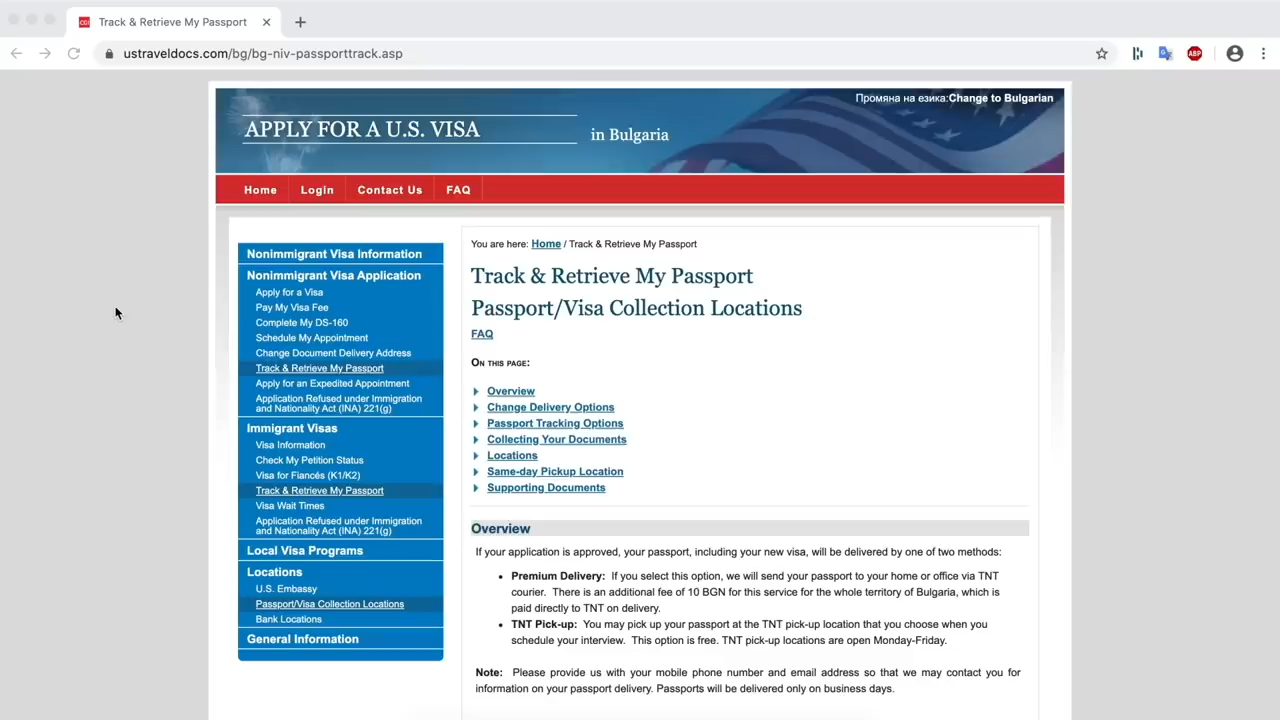 CGI
Track & Retrieve My Passport
ustraveldocs.com/bg/bg-niv-passporttrack.asp
ABP
Промяна на езика:Change to Bulgarian
APPLY FOR A U.S. VISA
in Bulgaria
Home
Login
Contact Us
FAQ
Nonimmigrant Visa Information
Nonimmigrant Visa Application
Apply for a Visa
Pay My Visa Fee
Complete My DS-160
Schedule My Appointment
Change Document Delivery Address
Track & Retrieve My Passport
Apply for an Expedited Appointment
Application Refused under Immigration
and Nationality Act (INA) 221(g)
Immigrant Visas
Visa Information
Check My Petition Status
Visa for Fiancés (K1/K2)
Track & Retrieve My Passport
Visa Wait Times
Application Refused under Immigration
and Nationality Act (INA) 221(g)
Local Visa Programs
Locations
U.S. Embassy
Passport/Visa Collection Locations
Bank Locations
General Information
You are here: Home / Track & Retrieve My Passport
Track & Retrieve My Passport
Passport/Visa Collection Locations
FAQ
On this page:
Overview
Change Delivery Options
Passport Tracking Options
Collecting Your Documents
Locations
Same-day Pickup Location
Supporting Documents
Overview
If your application is approved, your passport, including your new visa, will be delivered by one of two methods:
• Premium Delivery: If you select this option, we will send your passport to your home or office via TNT
courier. There is an additional fee of 10 BGN for this service for the whole territory of Bulgaria, which is
paid directly to TNT on delivery.
• TNT Pick-up: You may pick up your passport at the TNT pick-up location that you choose when you
schedule your interview. This option is free. TNT pick-up locations are open Monday-Friday.
Note: Please provide us with your mobile phone number and email address so that we may contact you for
information on your passport delivery. Passports will be delivered only on business days.